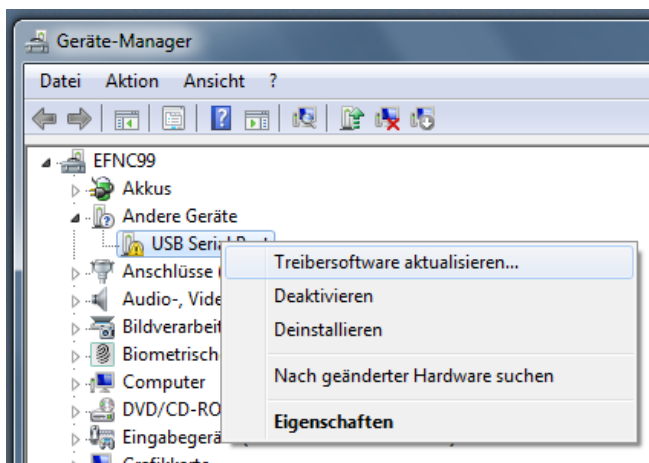 Geräte-Manager
Datei Aktion Ansicht ?
EFNC99
Akkus
Andere Geräte
USB Serial
Treibersoftware aktualisieren...
Anschlüsse
Deaktivieren
Audio-, Vide
Deinstallieren
Bildverarbeit
Biometrisch
Nach geänderter Hardware suchen
Computer
DVD/CD-RO
Eigenschaften
Eingabegerä